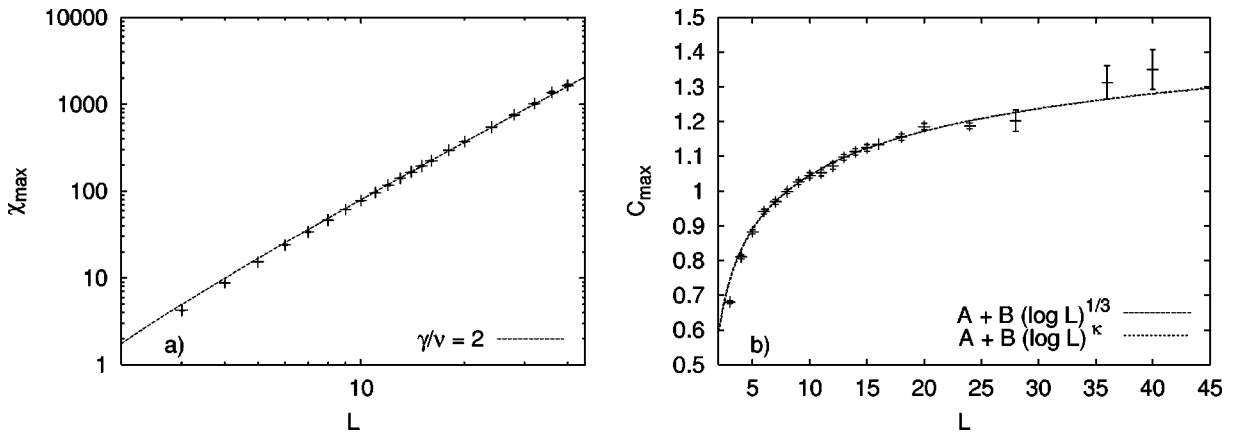 10000
1000
100
10
1
χmax
10
L
a)
γ/ν = 2
1.5
1.4
1.3
1.2
1.1
1
0.9
0.8
0.7
0.6
0.5
Cmax
5 10 15 20 25 30 35 40 45
L
b)
A + B (log L)^1/3
A + B (log L)^κ